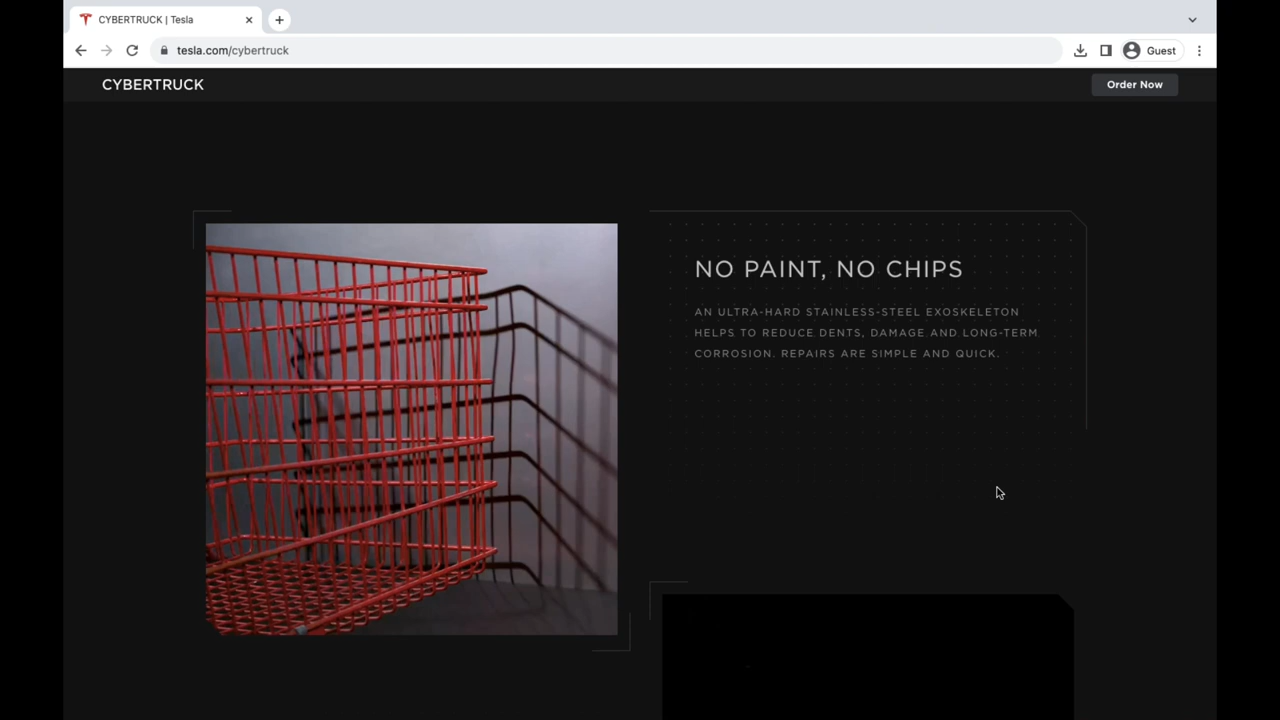 CYBERTRUCK | Tesla
tesla.com/cybertruck
Guest
CYBERTRUCK
Order Now
NO PAINT, NO CHIPS
AN ULTRA-HARD STAINLESS-STEEL EXOSKELETON
HELPS TO REDUCE DENTS, DAMAGE AND LONG-TERM
CORROSION. REPAIRS ARE SIMPLE AND QUICK.